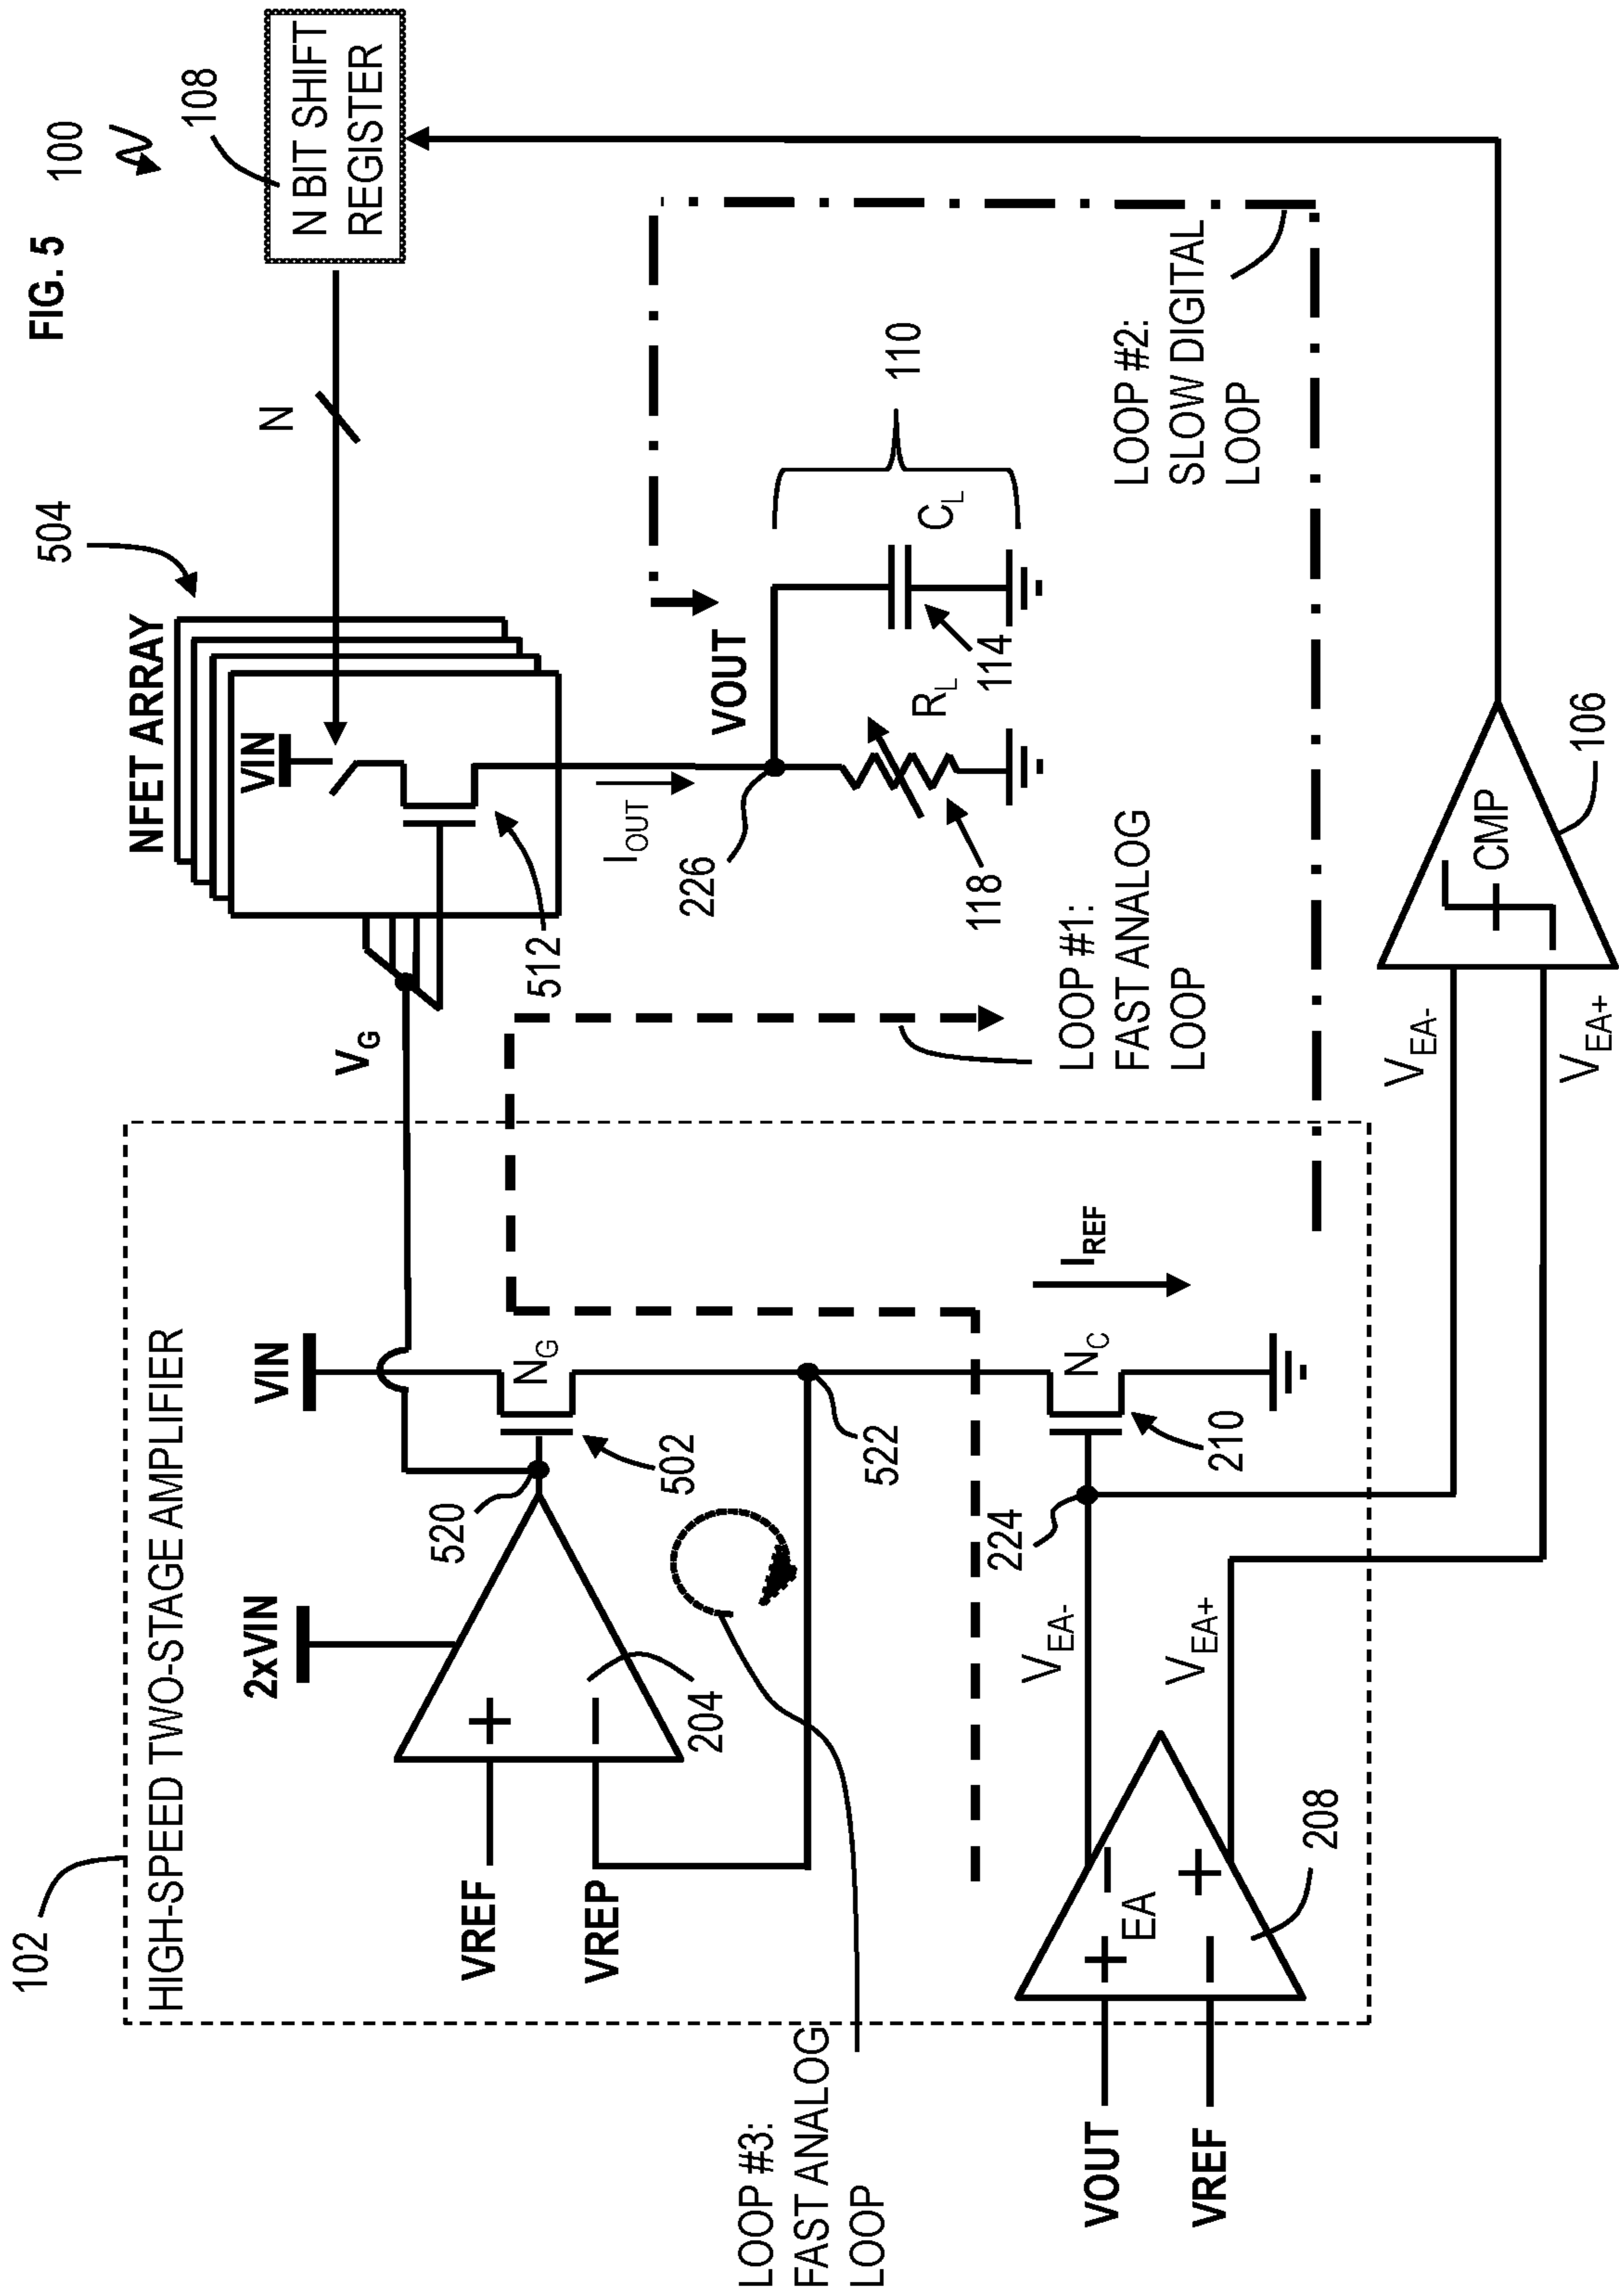 FIG. 5
100
102
HIGH-SPEED TWO-STAGE AMPLIFIER
2xVIN
VIN
VREF
+
VREP
−
204
520
502
N_G
522
V_G
NFET ARRAY
504
VIN
512
N
N BIT SHIFT
REGISTER
108
I_OUT
226
VOUT
R_L
118
C_L
114
110
LOOP #1:
FAST ANALOG
LOOP
LOOP #2:
SLOW DIGITAL
LOOP
LOOP #3:
FAST ANALOG
LOOP
VOUT
VREF
+ −
EA
− +
208
V_EA-
V_EA+
224
210
N_C
I_REF
V_EA-
V_EA+
CMP
106